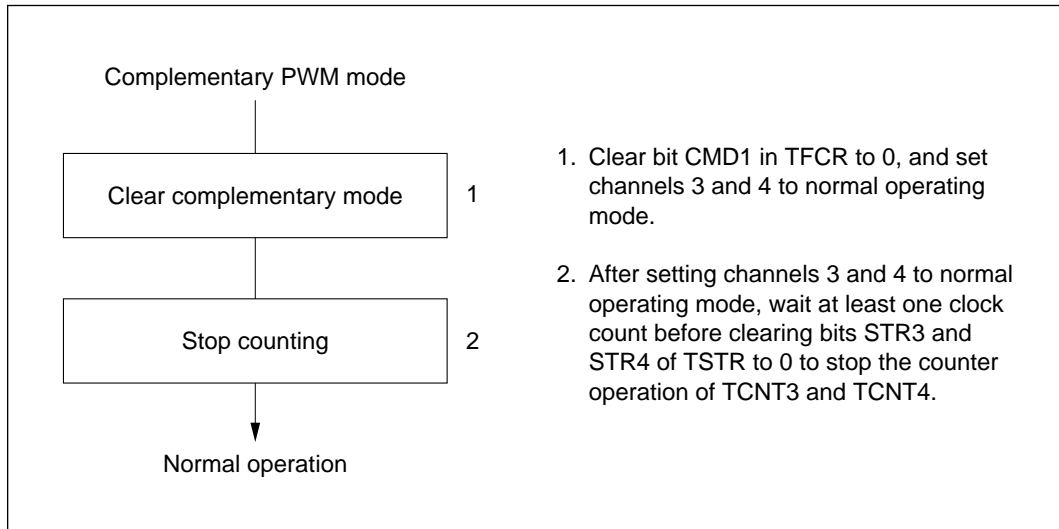 Complementary PWM mode
Clear complementary mode
1
Stop counting
2
Normal operation
1. Clear bit CMD1 in TFCR to 0, and set
channels 3 and 4 to normal operating
mode.
2. After setting channels 3 and 4 to normal
operating mode, wait at least one clock
count before clearing bits STR3 and
STR4 of TSTR to 0 to stop the counter
operation of TCNT3 and TCNT4.